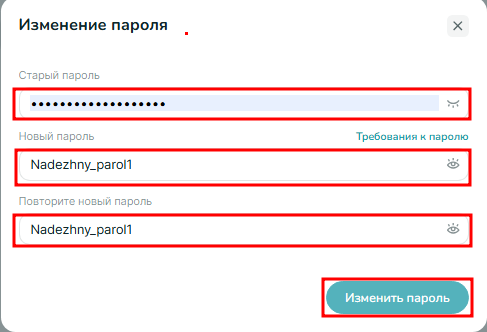 Изменение пароля
Старый пароль
•••••••••••••••••••
Новый пароль Требования к паролю
Nadezhny_parol1
Повторите новый пароль
Nadezhny_parol1
Изменить пароль